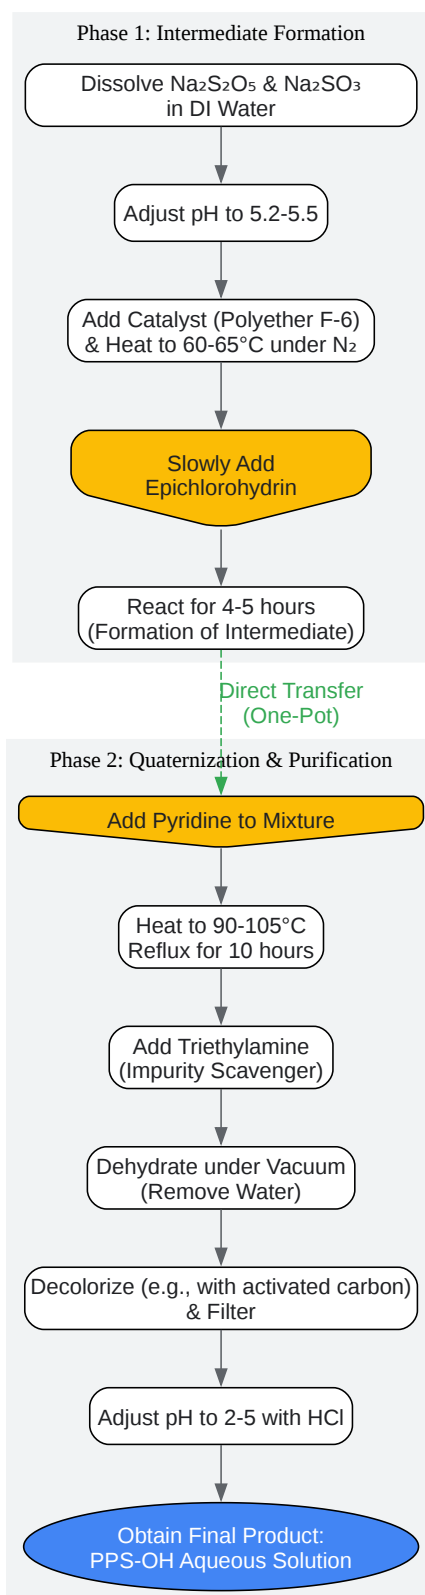 Phase 1: Intermediate Formation
Dissolve Na₂S₂O₅ & Na₂SO₃
in DI Water
Adjust pH to 5.2-5.5
Add Catalyst (Polyether F-6)
& Heat to 60-65°C under N₂
Slowly Add
Epichlorohydrin
React for 4-5 hours
(Formation of Intermediate)
Direct Transfer
(One-Pot)
Phase 2: Quaternization & Purification
Add Pyridine to Mixture
Heat to 90-105°C
Reflux for 10 hours
Add Triethylamine
(Impurity Scavenger)
Dehydrate under Vacuum
(Remove Water)
Decolorize (e.g., with activated carbon)
& Filter
Adjust pH to 2-5 with HCl
Obtain Final Product:
PPS-OH Aqueous Solution